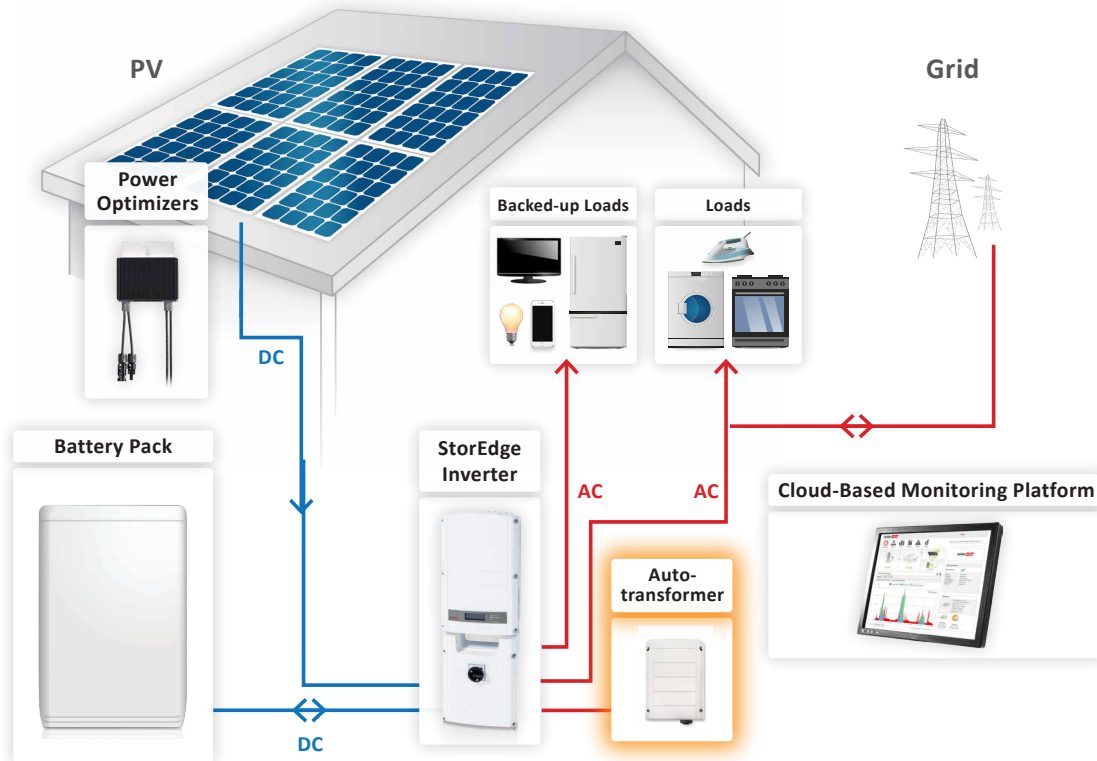 PV
Grid
Power
Optimizers
Backed-up Loads
Loads
DC
Battery Pack
StorEdge
Inverter
AC
AC
Cloud-Based Monitoring Platform
Auto-
transformer
DC